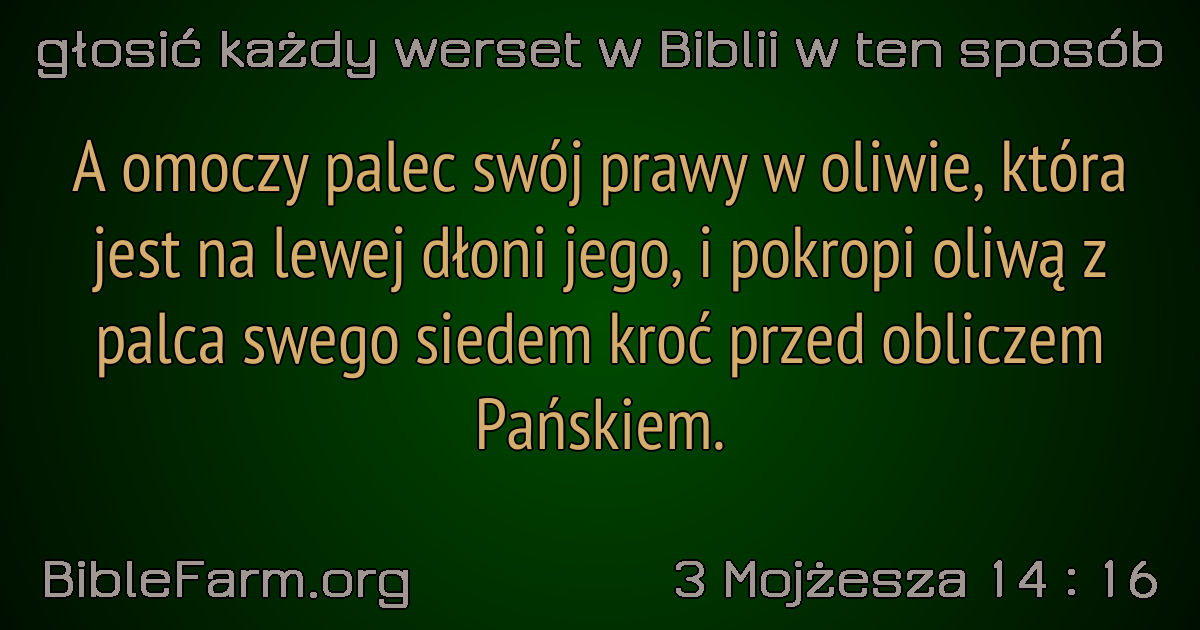 głosić każdy werset w Biblii w ten sposób
A omoczy palec swój prawy w oliwie, która
jest na lewej dłoni jego, i pokropi oliwą z
palca swego siedem kroć przed obliczem
Pańskiem.
BibleFarm.org
3 Mojżesza 14 : 16